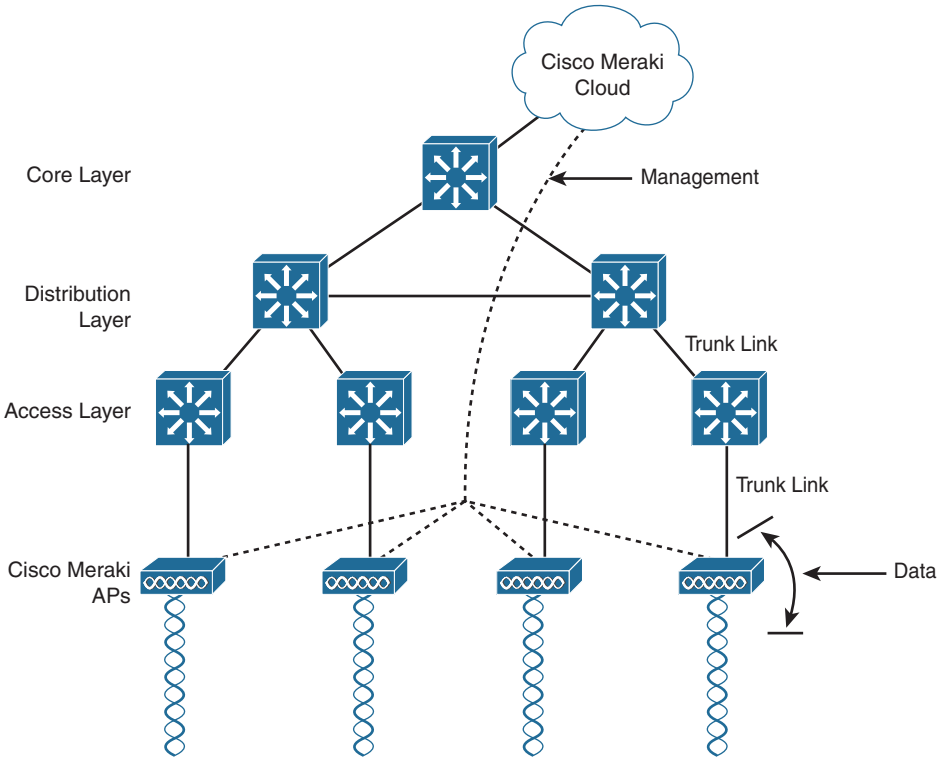 Cisco Meraki
Cloud
Core Layer
Management
Distribution
Layer
Trunk Link
Access Layer
Trunk Link
Cisco Meraki
APs
Data